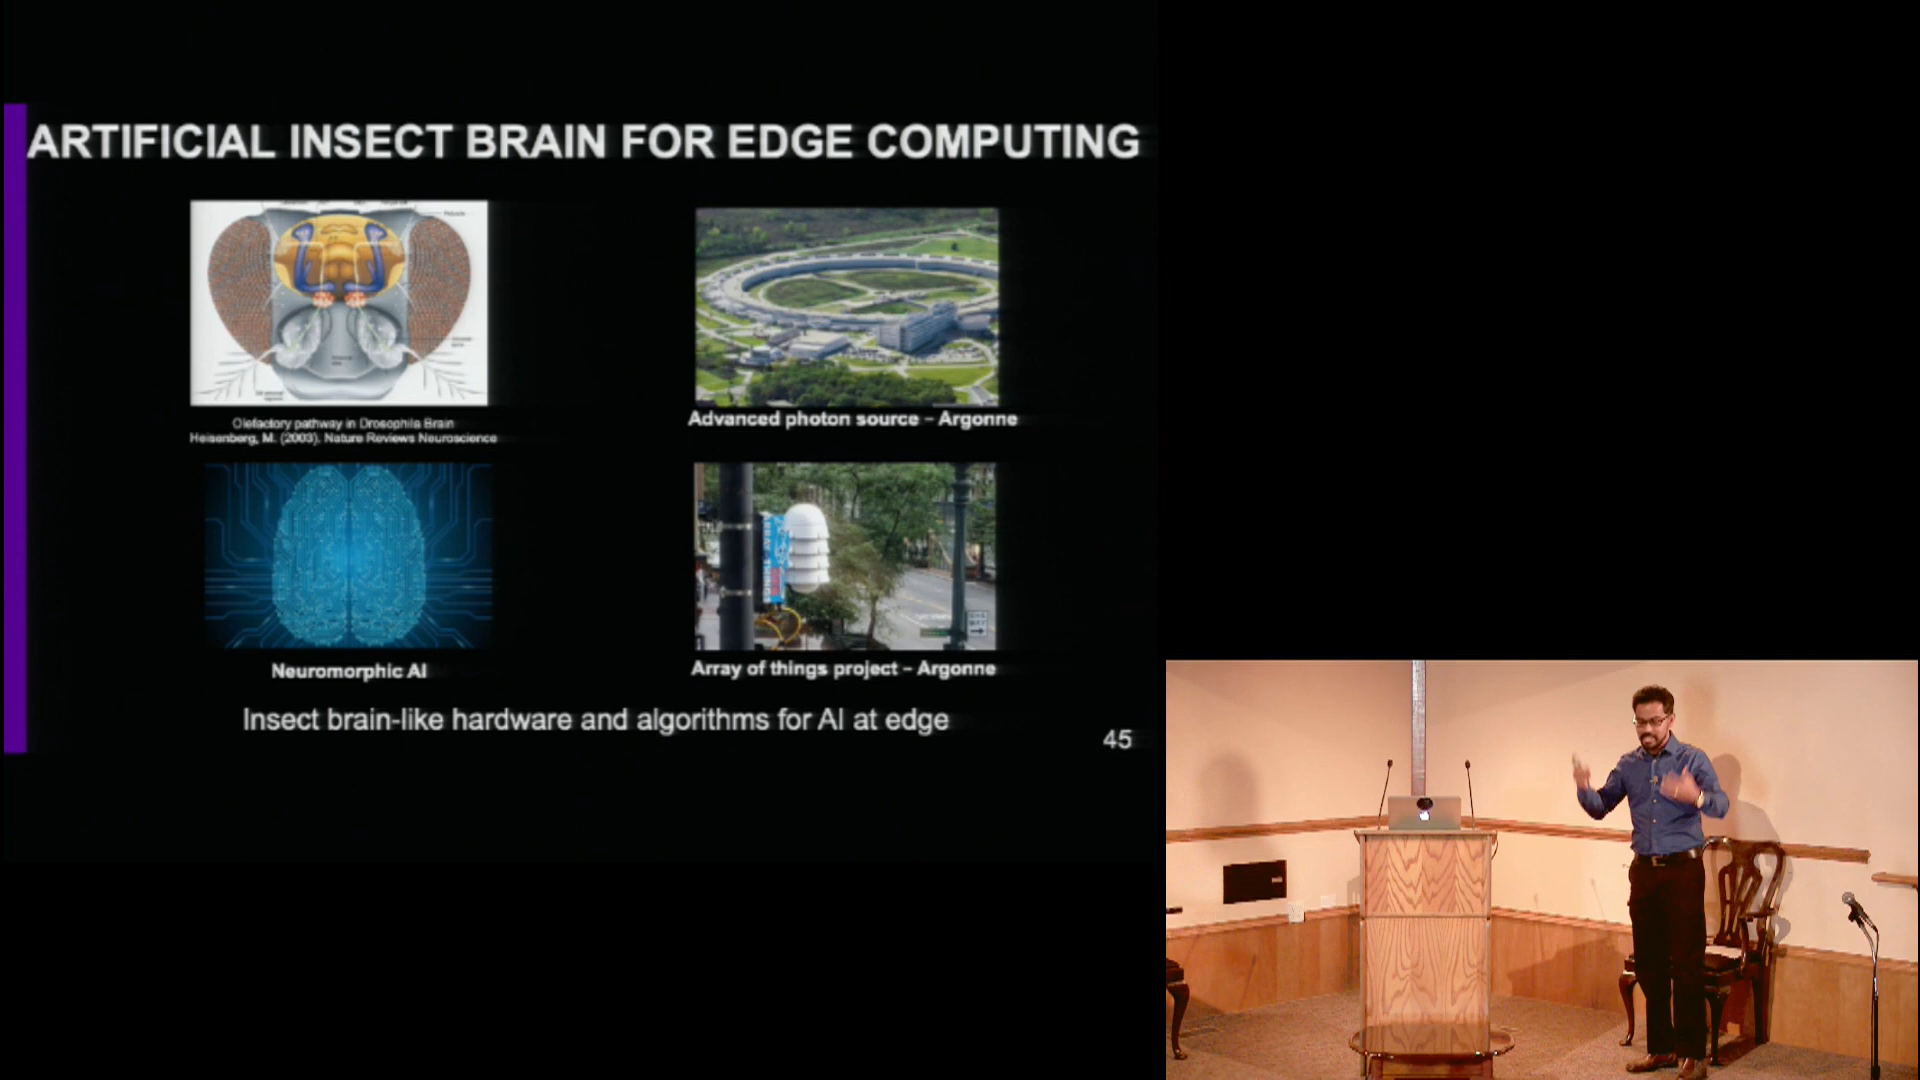 ARTIFICIAL INSECT BRAIN FOR EDGE COMPUTING
Olefactory pathway in Drosophila Brain
Heisenberg, M. (2003). Nature Reviews Neuroscience
Advanced photon source – Argonne
Neuromorphic AI
Array of things project – Argonne
Insect brain-like hardware and algorithms for AI at edge
45